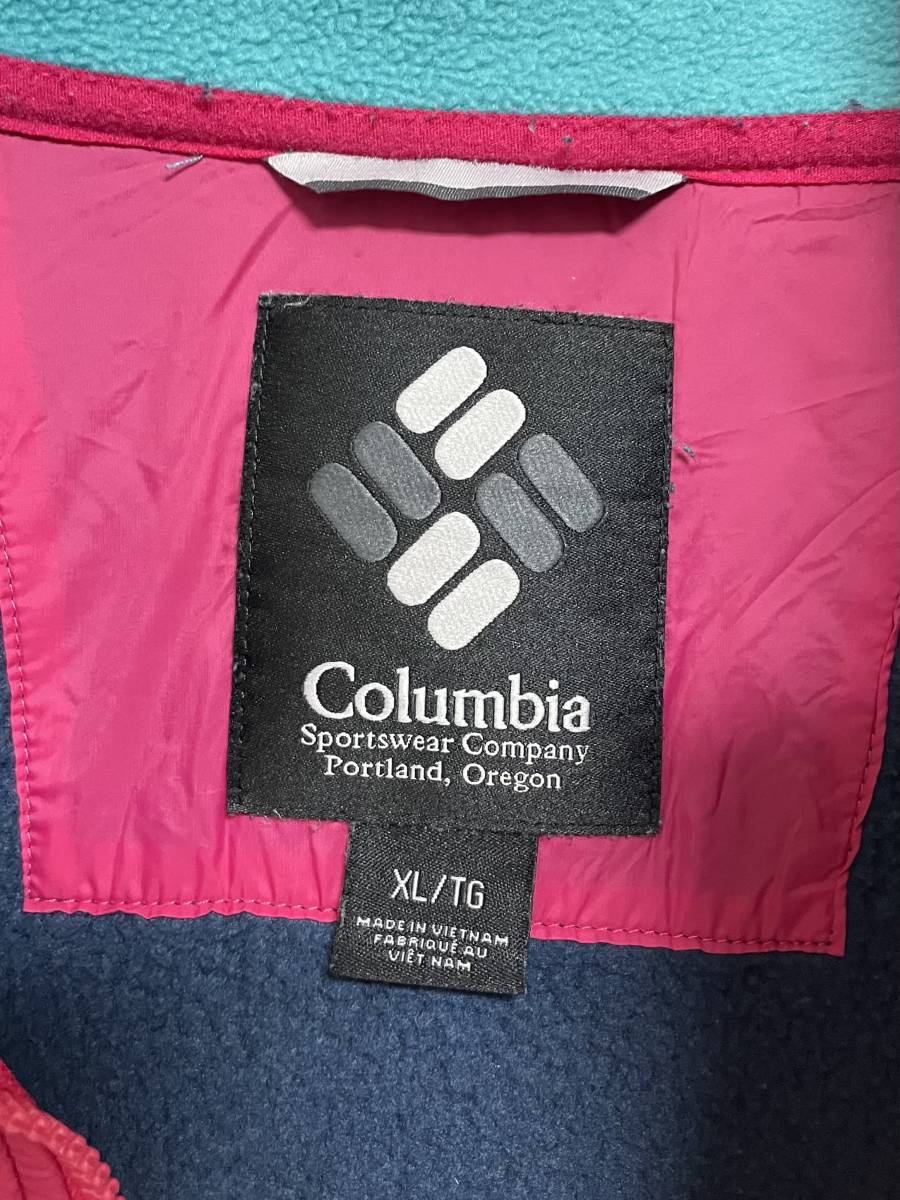 Columbia
Sportswear Company
Portland, Oregon
XL/TG
MADE IN VIETNAM
FABRIQUÉ AU
VIÊT NAM